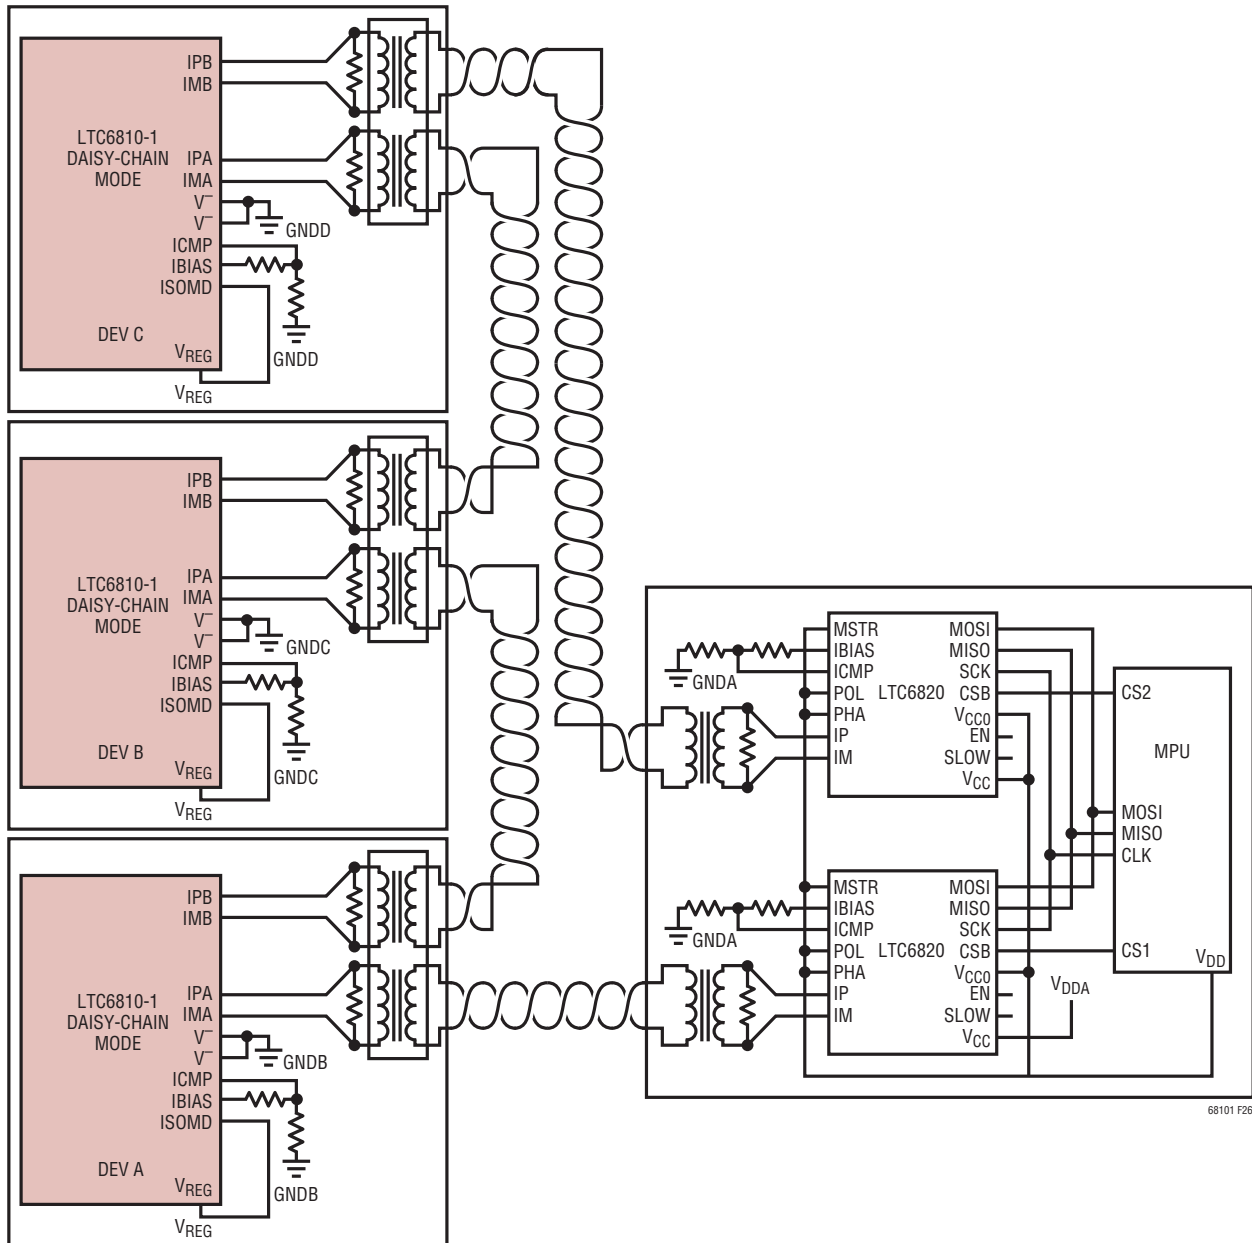 IPB
IMB
LTC6810-1
DAISY-CHAIN
MODE
IPA
IMA
V–
V–
GNDD
ICMP
IBIAS
ISOMD
GNDD
DEV C
VREG
VREG
IPB
IMB
LTC6810-1
DAISY-CHAIN
MODE
IPA
IMA
V–
V–
GNDC
ICMP
IBIAS
ISOMD
GNDC
DEV B
VREG
VREG
IPB
IMB
LTC6810-1
DAISY-CHAIN
MODE
IPA
IMA
V–
V–
GNDB
ICMP
IBIAS
ISOMD
GNDB
DEV A
VREG
VREG
GNDA
MSTR
IBIAS
ICMP
POL
PHA
IP
IM
LTC6820
MOSI
MISO
SCK
CSB
VCCO
EN
SLOW
VCC
GNDA
MSTR
IBIAS
ICMP
POL
PHA
IP
IM
LTC6820
MOSI
MISO
SCK
CSB
VCCO
EN
SLOW
VCC
CS2
MPU
MOSI
MISO
CLK
CS1
VDD
VDDA
68101 F26